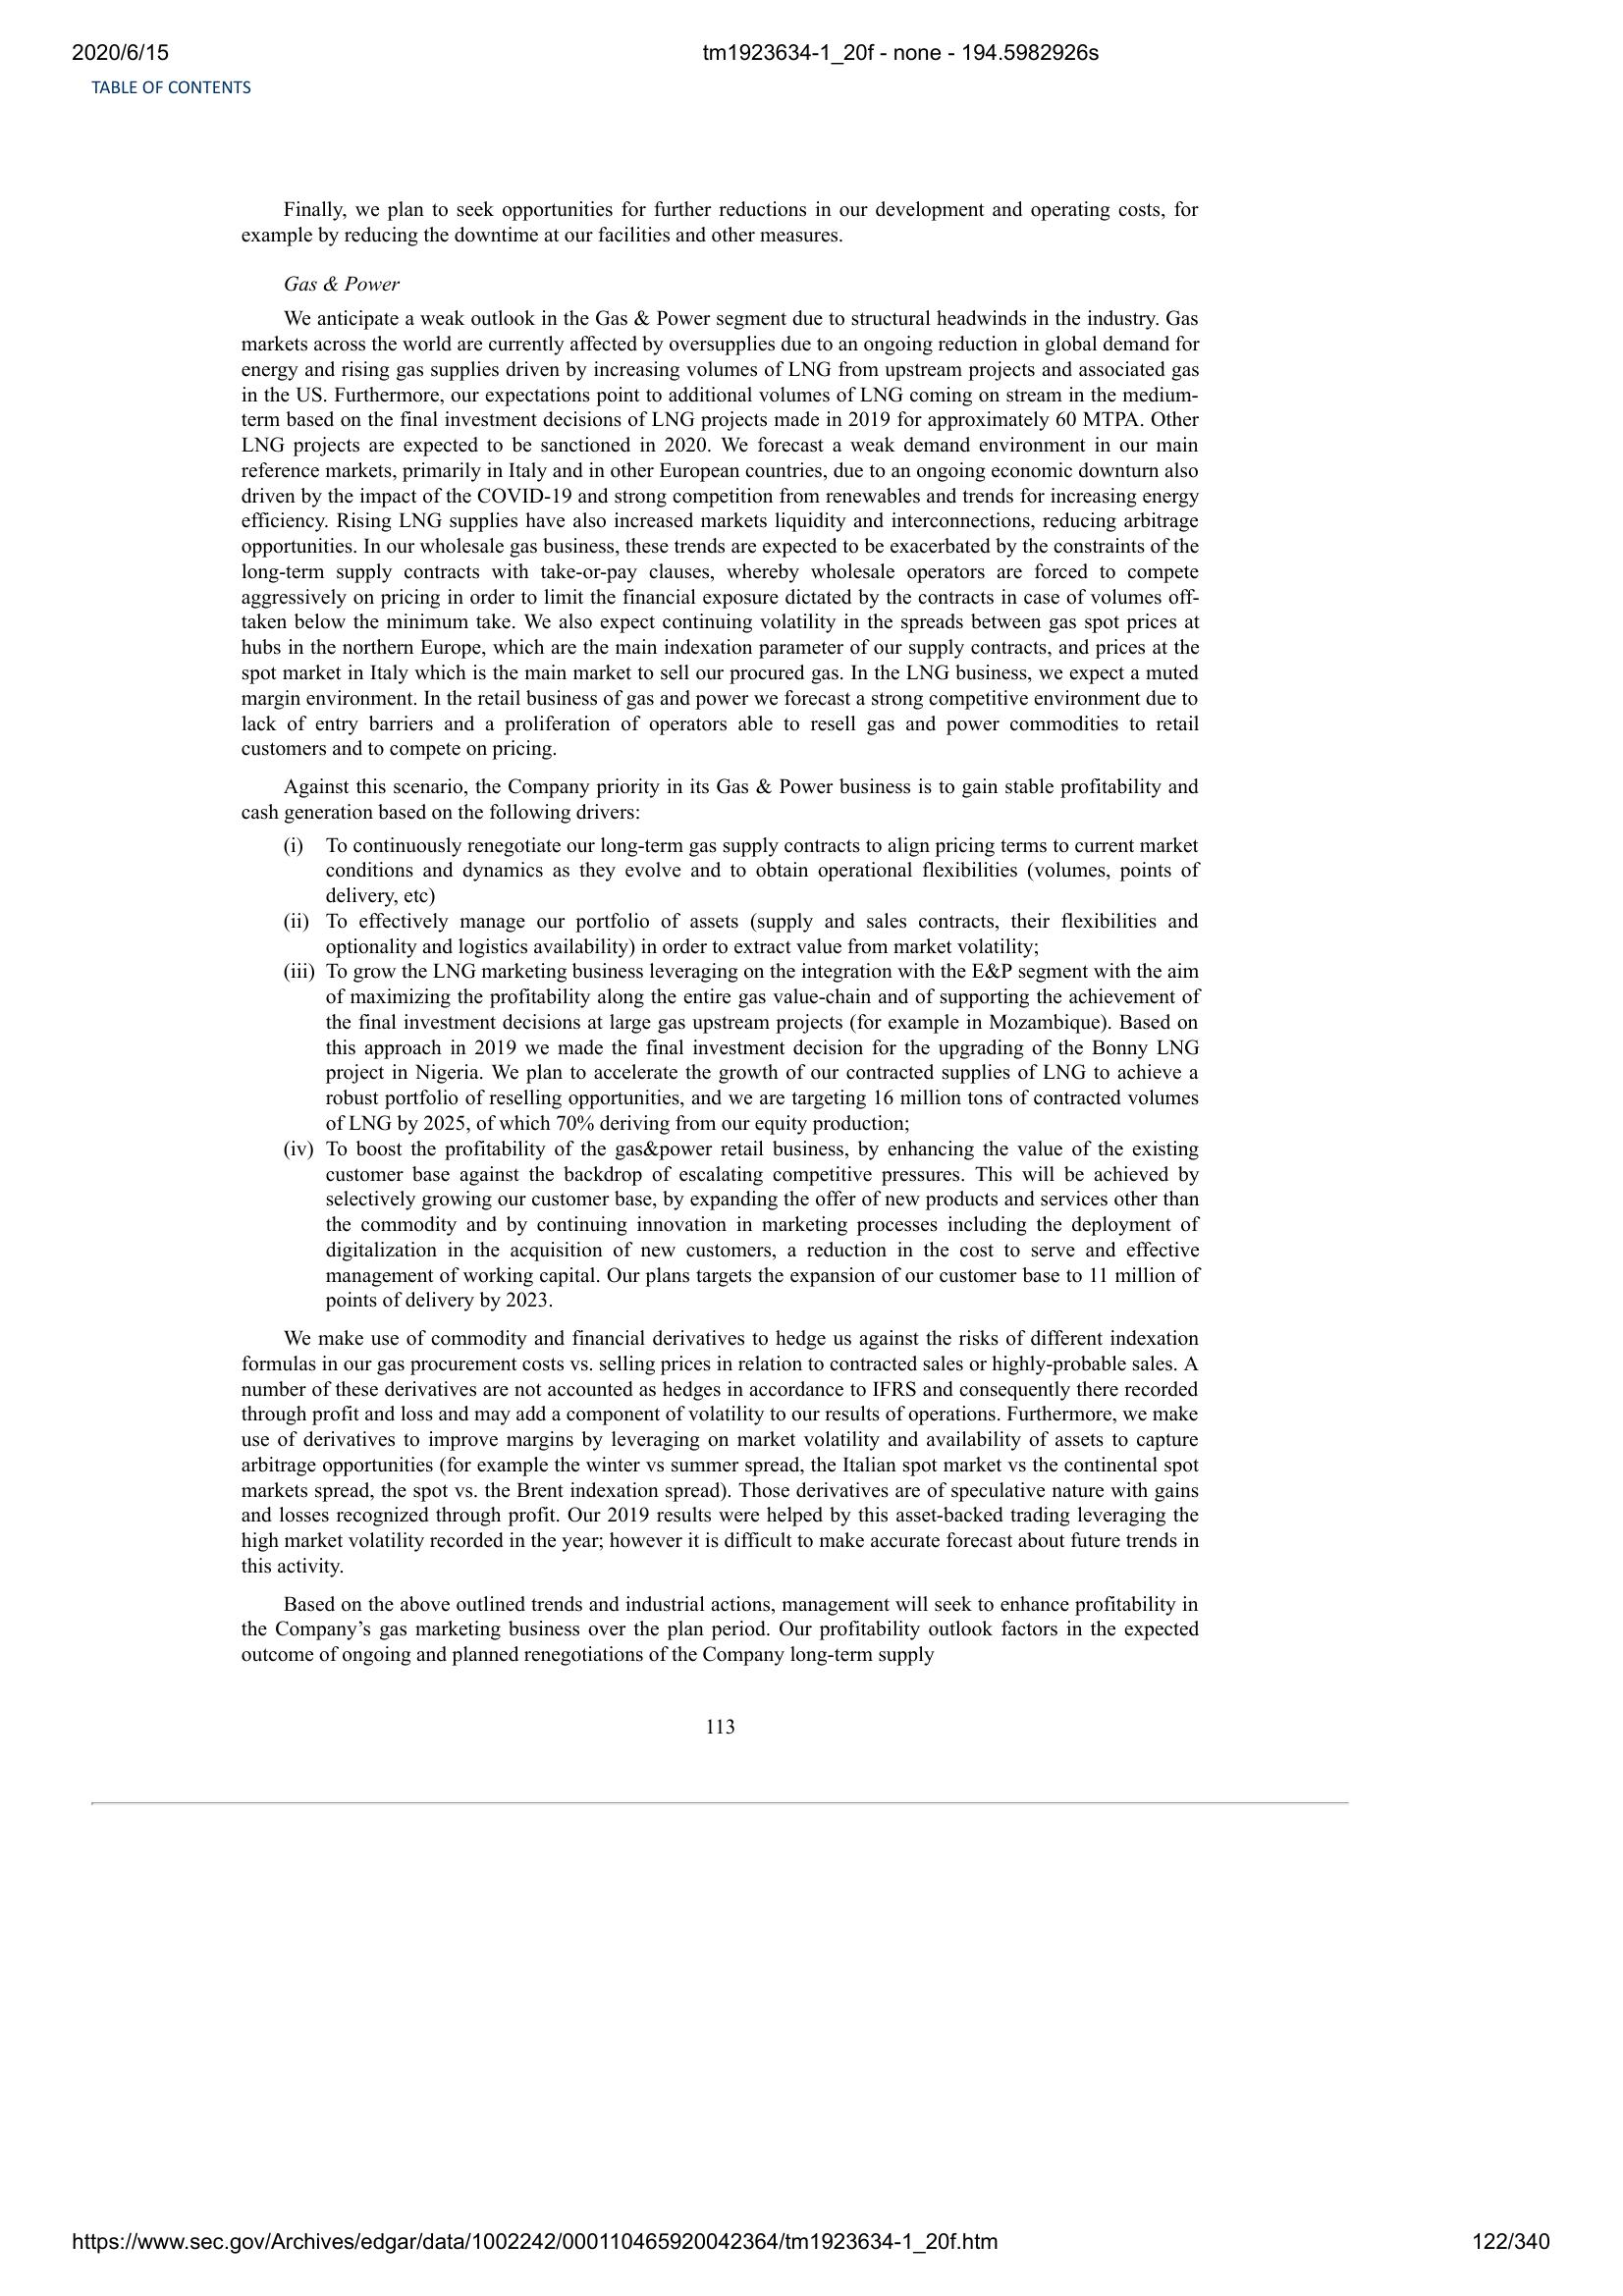 2020/6/15
tm1923634-1_20f - none - 194.5982926s
TABLE OF CONTENTS
Finally, we plan to seek opportunities for further reductions in our development and operating costs, for
example by reducing the downtime at our facilities and other measures.
Gas & Power
We anticipate a weak outlook in the Gas & Power segment due to structural headwinds in the industry. Gas
markets across the world are currently affected by oversupplies due to an ongoing reduction in global demand for
energy and rising gas supplies driven by increasing volumes of LNG from upstream projects and associated gas
in the US. Furthermore, our expectations point to additional volumes of LNG coming on stream in the medium-
term based on the final investment decisions of LNG projects made in 2019 for approximately 60 MTPA. Other
LNG projects are expected to be sanctioned in 2020. We forecast a weak demand environment in our main
reference markets, primarily in Italy and in other European countries, due to an ongoing economic downturn also
driven by the impact of the COVID-19 and strong competition from renewables and trends for increasing energy
efficiency. Rising LNG supplies have also increased markets liquidity and interconnections, reducing arbitrage
opportunities. In our wholesale gas business, these trends are expected to be exacerbated by the constraints of the
long-term supply contracts with take-or-pay clauses, whereby wholesale operators are forced to compete
aggressively on pricing in order to limit the financial exposure dictated by the contracts in case of volumes off-
taken below the minimum take. We also expect continuing volatility in the spreads between gas spot prices at
hubs in the northern Europe, which are the main indexation parameter of our supply contracts, and prices at the
spot market in Italy which is the main market to sell our procured gas. In the LNG business, we expect a muted
margin environment. In the retail business of gas and power we forecast a strong competitive environment due to
lack of entry barriers and a proliferation of operators able to resell gas and power commodities to retail
customers and to compete on pricing.
Against this scenario, the Company priority in its Gas & Power business is to gain stable profitability and
cash generation based on the following drivers:
(i) To continuously renegotiate our long-term gas supply contracts to align pricing terms to current market
conditions and dynamics as they evolve and to obtain operational flexibilities (volumes, points of
delivery, etc)
(ii) To effectively manage our portfolio of assets (supply and sales contracts, their flexibilities and
optionality and logistics availability) in order to extract value from market volatility;
(iii) To grow the LNG marketing business leveraging on the integration with the E&P segment with the aim
of maximizing the profitability along the entire gas value-chain and of supporting the achievement of
the final investment decisions at large gas upstream projects (for example in Mozambique). Based on
this approach in 2019 we made the final investment decision for the upgrading of the Bonny LNG
project in Nigeria. We plan to accelerate the growth of our contracted supplies of LNG to achieve a
robust portfolio of reselling opportunities, and we are targeting 16 million tons of contracted volumes
of LNG by 2025, of which 70% deriving from our equity production;
(iv) To boost the profitability of the gas&power retail business, by enhancing the value of the existing
customer base against the backdrop of escalating competitive pressures. This will be achieved by
selectively growing our customer base, by expanding the offer of new products and services other than
the commodity and by continuing innovation in marketing processes including the deployment of
digitalization in the acquisition of new customers, a reduction in the cost to serve and effective
management of working capital. Our plans targets the expansion of our customer base to 11 million of
points of delivery by 2023.
We make use of commodity and financial derivatives to hedge us against the risks of different indexation
formulas in our gas procurement costs vs. selling prices in relation to contracted sales or highly-probable sales. A
number of these derivatives are not accounted as hedges in accordance to IFRS and consequently there recorded
through profit and loss and may add a component of volatility to our results of operations. Furthermore, we make
use of derivatives to improve margins by leveraging on market volatility and availability of assets to capture
arbitrage opportunities (for example the winter vs summer spread, the Italian spot market vs the continental spot
markets spread, the spot vs. the Brent indexation spread). Those derivatives are of speculative nature with gains
and losses recognized through profit. Our 2019 results were helped by this asset-backed trading leveraging the
high market volatility recorded in the year; however it is difficult to make accurate forecast about future trends in
this activity.
Based on the above outlined trends and industrial actions, management will seek to enhance profitability in
the Company’s gas marketing business over the plan period. Our profitability outlook factors in the expected
outcome of ongoing and planned renegotiations of the Company long-term supply
113
https://www.sec.gov/Archives/edgar/data/1002242/000110465920042364/tm1923634-1_20f.htm
122/340